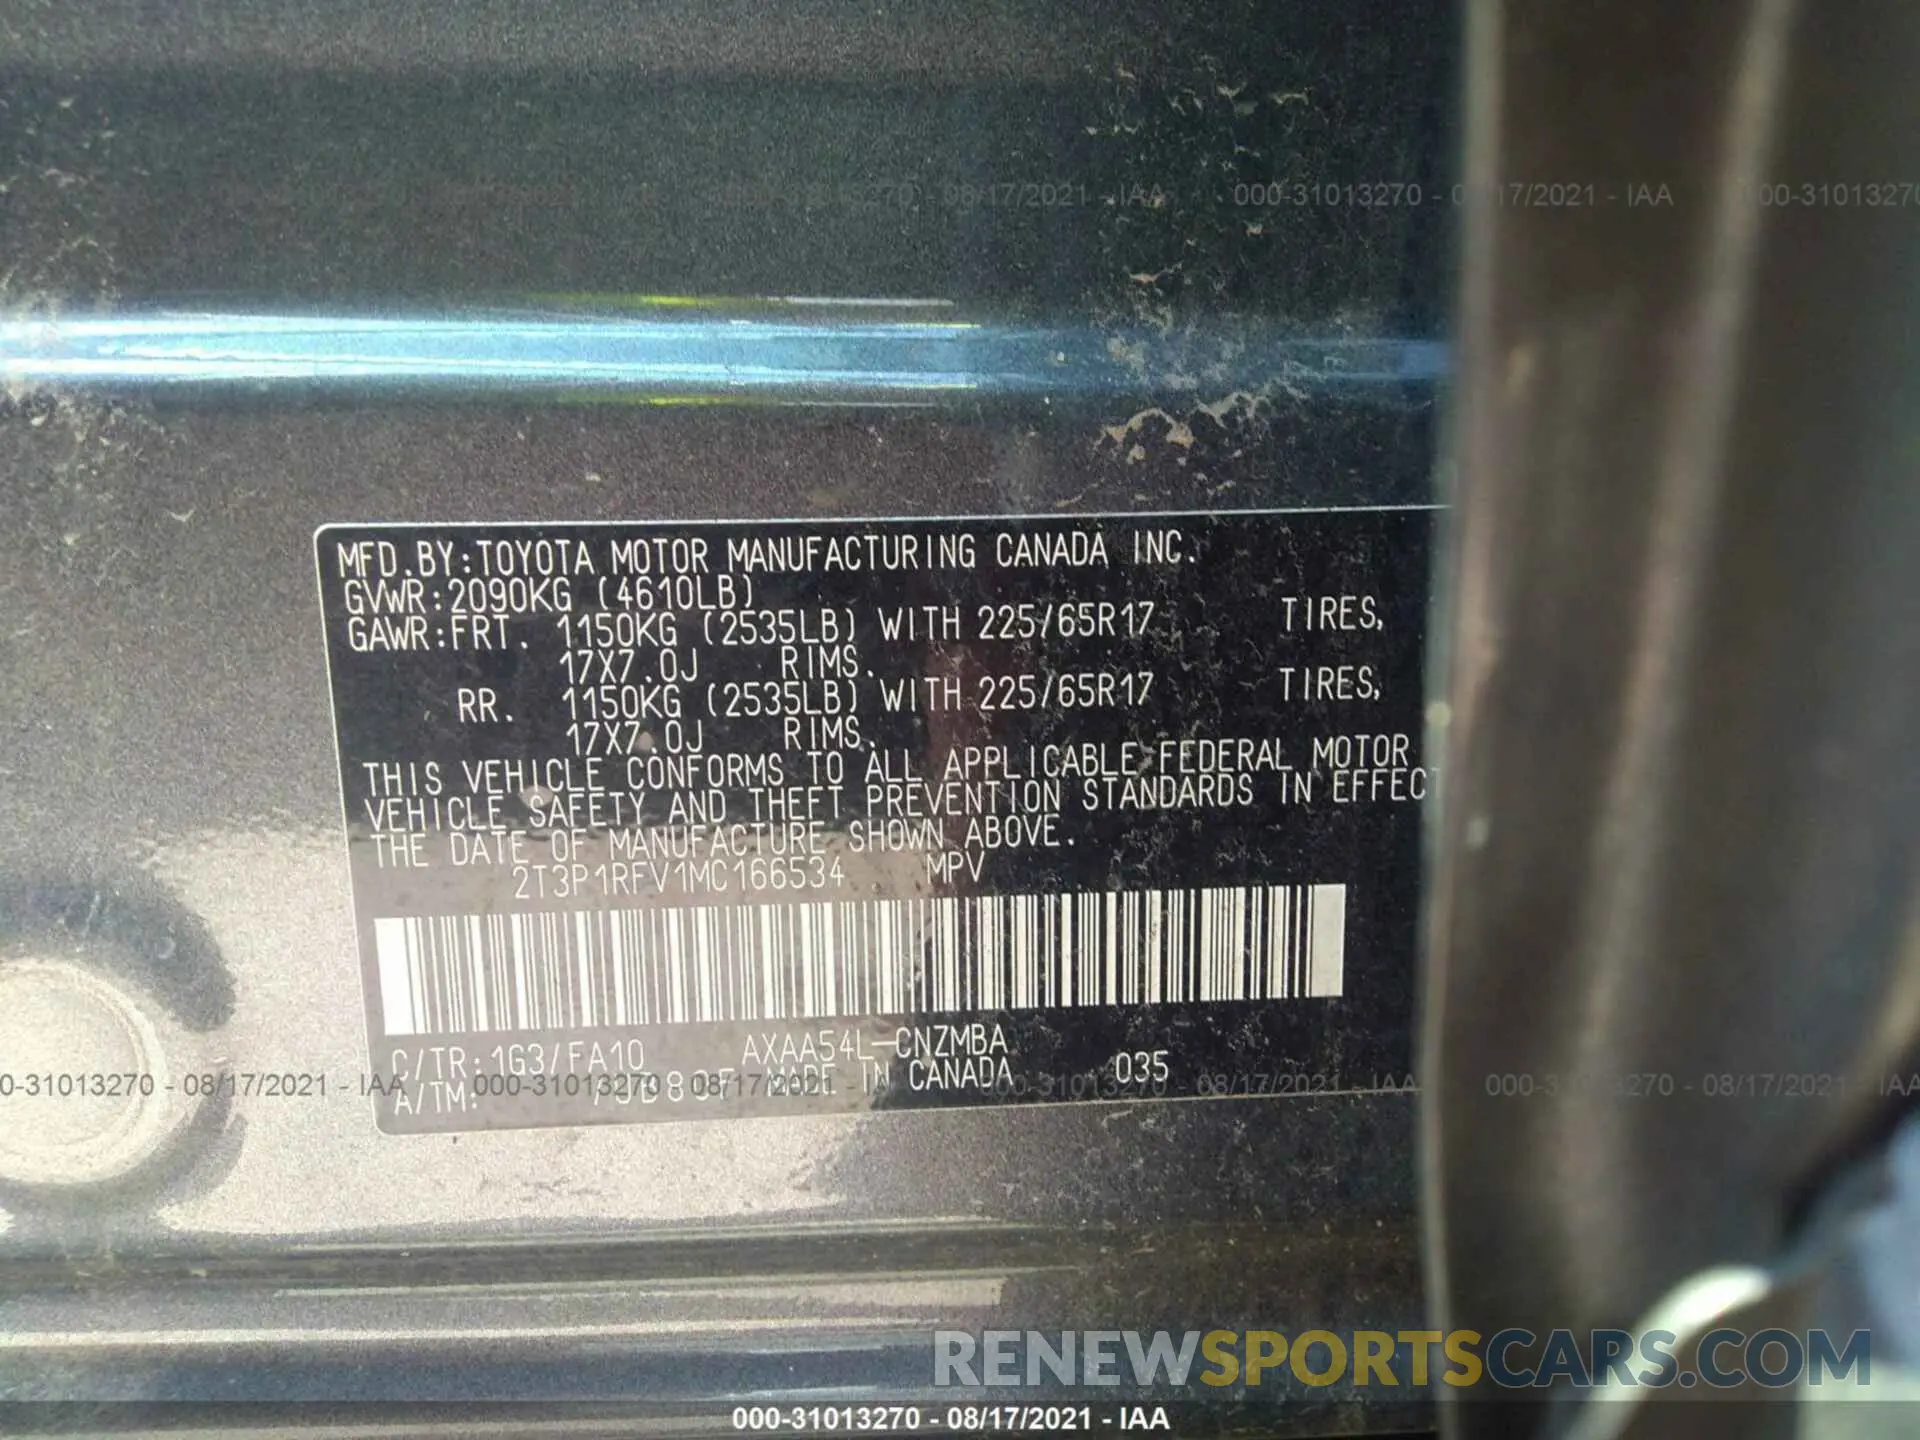 000-31013270 - 08/17/2021 - IAA
000-31013270 - 08/17/2021 - IAA
MFD.BY:TOYOTA MOTOR MANUFACTURING CANADA INC.
GVWR:2090KG (4610LB)
GAWR:FRT. 1150KG (2535LB) WITH 225/65R17 TIRES,
17X7.0J RIMS.
RR. 1150KG (2535LB) WITH 225/65R17 TIRES,
17X7.0J RIMS.
THIS VEHICLE CONFORMS TO ALL APPLICABLE FEDERAL MOTOR
VEHICLE SAFETY AND THEFT PREVENTION STANDARDS IN EFFECT
THE DATE OF MANUFACTURE SHOWN ABOVE.
2T3P1RFV1MC166534 MPV
C/TR:1G3/FA10 AXAA54L-CNZMBA
A/TM: MADE IN CANADA 035
0-31013270 - 08/17/2021 - IAA 000-31013270 - 08/17/2021 - IAA 000-31013270 - 08/17/2021 - IAA 000-31013270 - 08/17/2021 - IAA
RENEWSPORTSCARS.COM
000-31013270 - 08/17/2021 - IAA